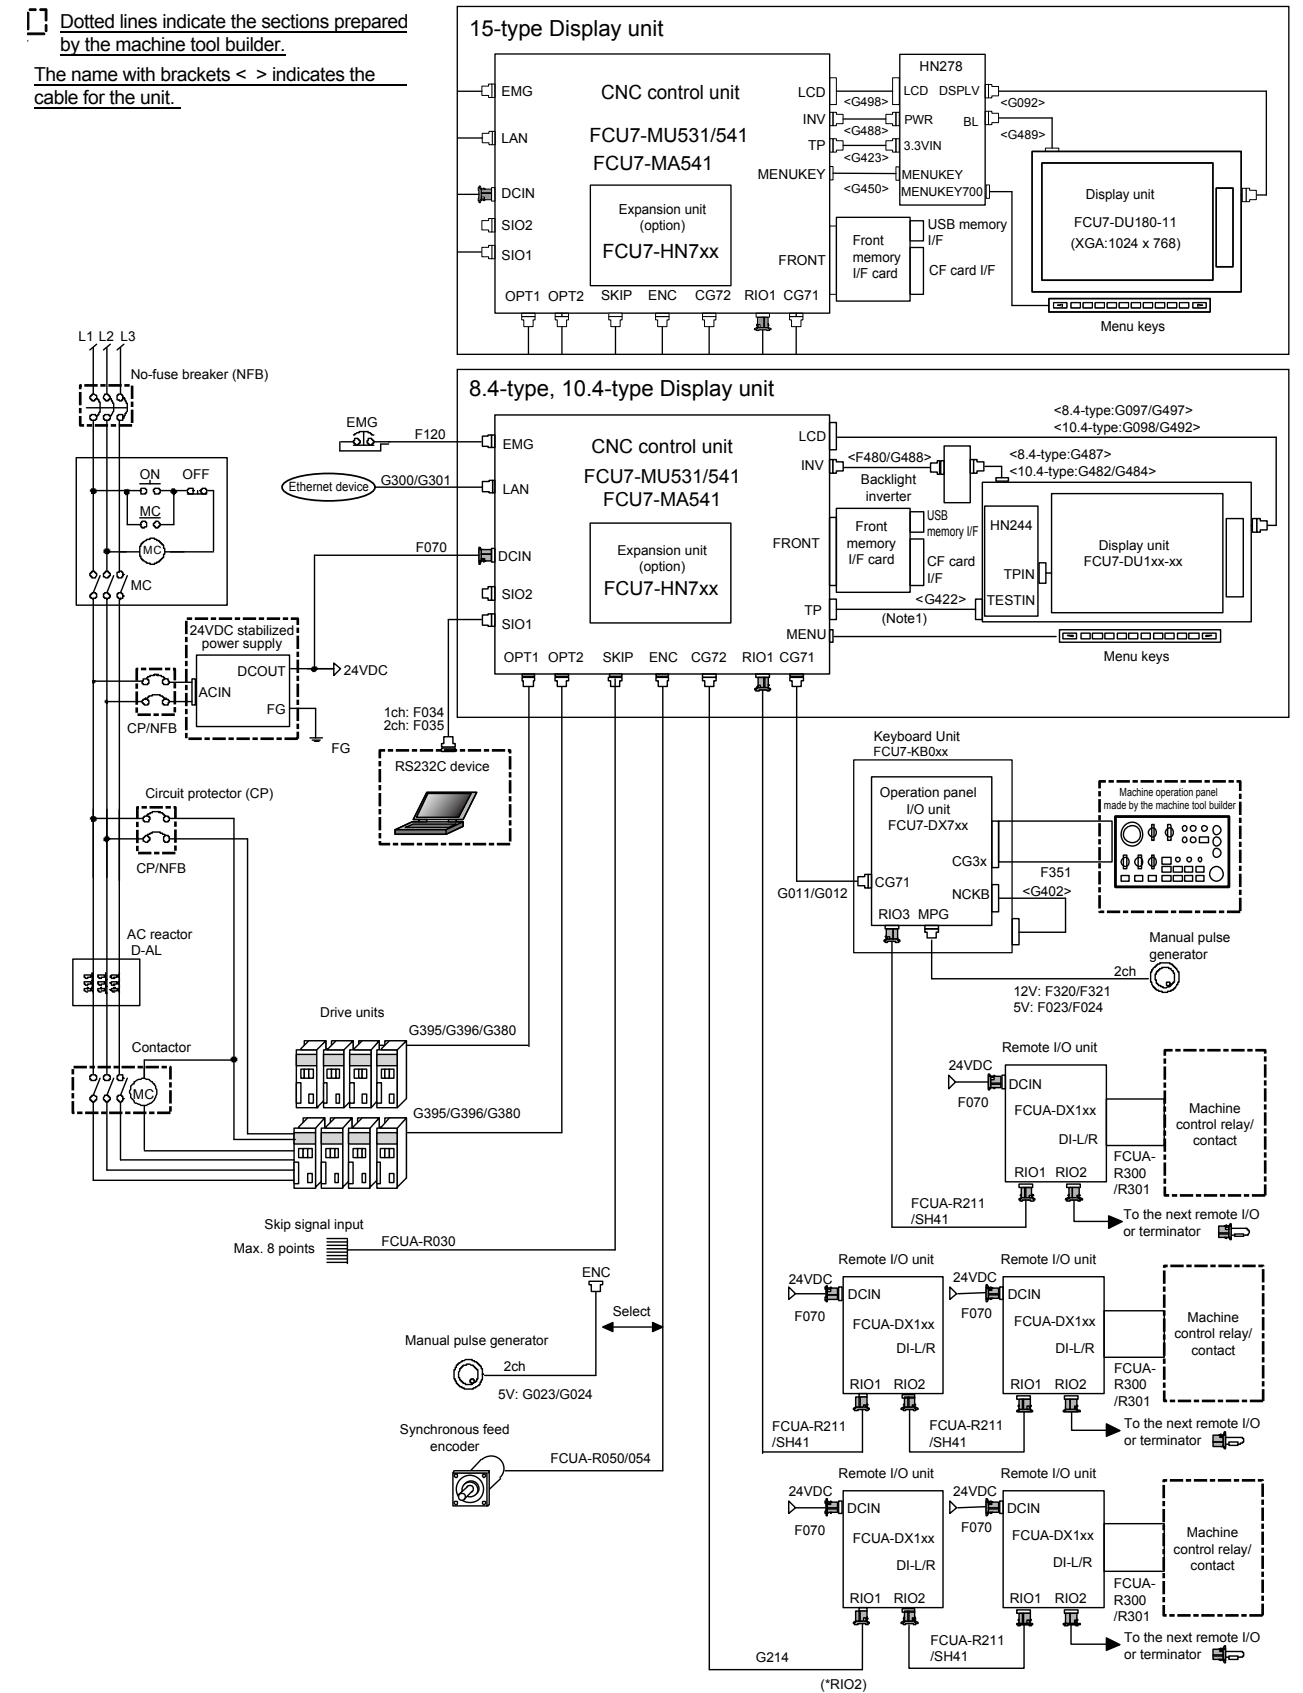 Dotted lines indicate the sections prepared
by the machine tool builder.
The name with brackets < > indicates the
cable for the unit.
15-type Display unit
CNC control unit
FCU7-MU531/541
FCU7-MA541
Expansion unit
(option)
FCU7-HN7xx
EMG
LAN
DCIN
SIO2
SIO1
OPT1 OPT2 SKIP ENC CG72 RIO1 CG71
LCD
INV
TP
MENUKEY
FRONT
<G498>
<G488>
<G423>
<G450>
HN278
LCD DSPLV
PWR
BL
3.3VIN
MENUKEY
MENUKEY700
<G092>
<G489>
Front
memory
I/F card
USB memory
I/F
CF card I/F
Display unit
FCU7-DU180-11
(XGA:1024 x 768)
Menu keys
L1 L2 L3
No-fuse breaker (NFB)
ON OFF
MC
MC
MC
8.4-type, 10.4-type Display unit
EMG
F120
Ethernet device
G300/G301
F070
CNC control unit
FCU7-MU531/541
FCU7-MA541
Expansion unit
(option)
FCU7-HN7xx
EMG
LAN
DCIN
SIO2
SIO1
OPT1 OPT2 SKIP ENC CG72 RIO1 CG71
LCD
INV
FRONT
TP
MENU
<8.4-type:G097/G497>
<10.4-type:G098/G492>
<F480/G488>
Backlight
inverter
<8.4-type:G487>
<10.4-type:G482/G484>
Front
memory
I/F card
USB
memory I/F
CF card
I/F
<G422>
(Note1)
HN244
TPIN
TESTIN
Display unit
FCU7-DU1xx-xx
Menu keys
24VDC stabilized
power supply
DCOUT
ACIN
FG
24VDC
FG
CP/NFB
1ch: F034
2ch: F035
RS232C device
Circuit protector (CP)
CP/NFB
AC reactor
D-AL
Contactor
MC
Drive units
G395/G396/G380
G395/G396/G380
Skip signal input
Max. 8 points
FCUA-R030
ENC
Select
Manual pulse generator
2ch
5V: G023/G024
Synchronous feed
encoder
FCUA-R050/054
Keyboard Unit
FCU7-KB0xx
Operation panel
I/O unit
FCU7-DX7xx
CG3x
CG71
NCKB
RIO3 MPG
G011/G012
F351
<G402>
Machine operation panel
made by the machine tool builder
Manual pulse
generator
2ch
12V: F320/F321
5V: F023/F024
Remote I/O unit
24VDC
F070
DCIN
FCUA-DX1xx
DI-L/R
RIO1 RIO2
FCUA-
R300
/R301
Machine
control relay/
contact
FCUA-R211
/SH41
To the next remote I/O
or terminator
Remote I/O unit
24VDC
F070
DCIN
FCUA-DX1xx
DI-L/R
RIO1 RIO2
FCUA-R211
/SH41
Remote I/O unit
24VDC
F070
DCIN
FCUA-DX1xx
DI-L/R
RIO1 RIO2
FCUA-R211
/SH41
FCUA-
R300
/R301
Machine
control relay/
contact
To the next remote I/O
or terminator
Remote I/O unit
24VDC
F070
DCIN
FCUA-DX1xx
DI-L/R
RIO1 RIO2
G214
(*RIO2)
Remote I/O unit
24VDC
F070
DCIN
FCUA-DX1xx
DI-L/R
RIO1 RIO2
FCUA-R211
/SH41
FCUA-
R300
/R301
Machine
control relay/
contact
To the next remote I/O
or terminator